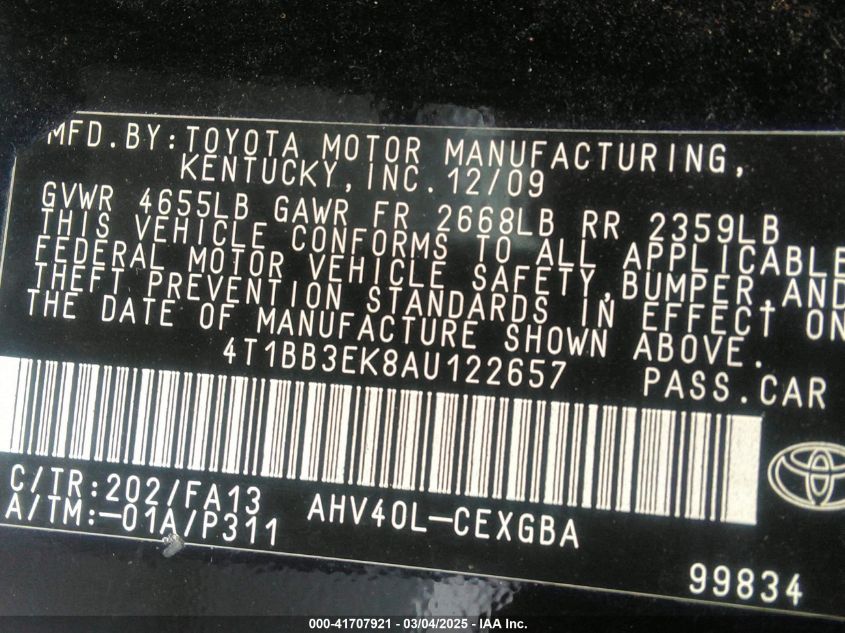 MFD.BY:TOYOTA MOTOR MANUFACTURING,
KENTUCKY,INC.12/09
GVWR 4655LB GAWR FR 2668LB RR 2359LB
THIS VEHICLE CONFORMS TO ALL APPLICABLE
FEDERAL MOTOR VEHICLE SAFETY,BUMPER,AND
THEFT PREVENTION STANDARDS IN EFFECT ON
THE DATE OF MANUFACTURE SHOWN ABOVE.
4T1BB3EK8AU122657 PASS.CAR
C/TR:202/FA13 AHV40L-CEXGBA
A/TM:-01A/P311
99834
000-41707921 - 03/04/2025 - IAA Inc.